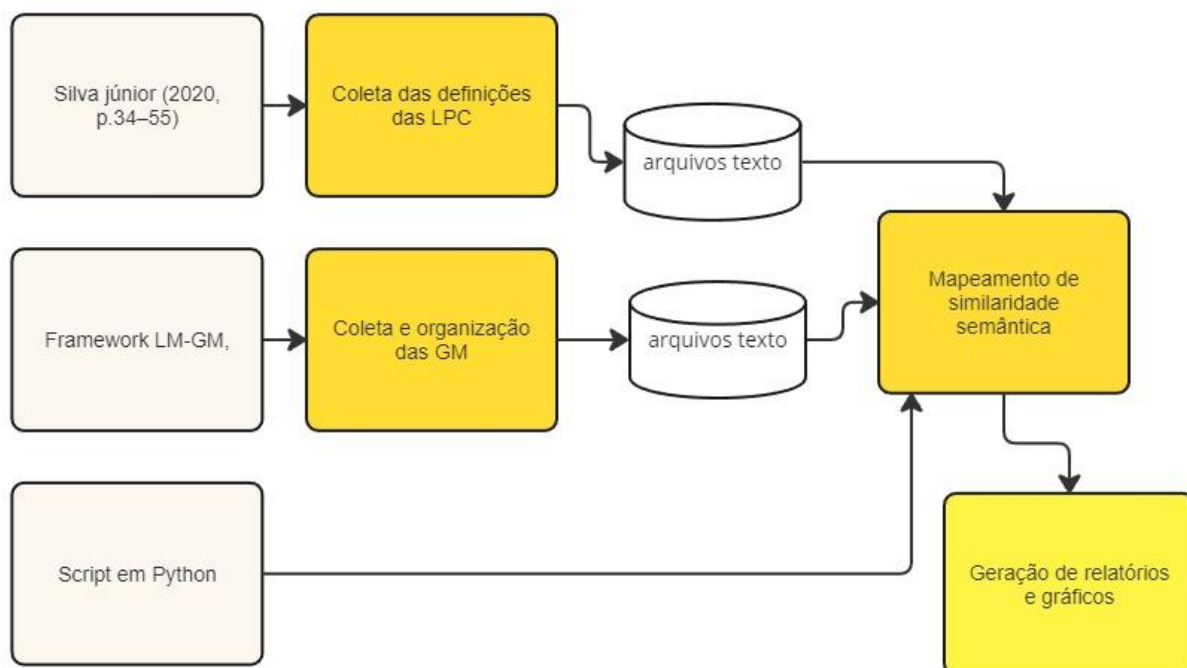 Silva júnior (2020,
p.34–55)
Coleta das definições
das LPC
arquivos texto
Framework LM-GM,
Coleta e organização
das GM
arquivos texto
Mapeamento de
similaridade
semântica
Script em Python
Geração de relatórios
e gráficos